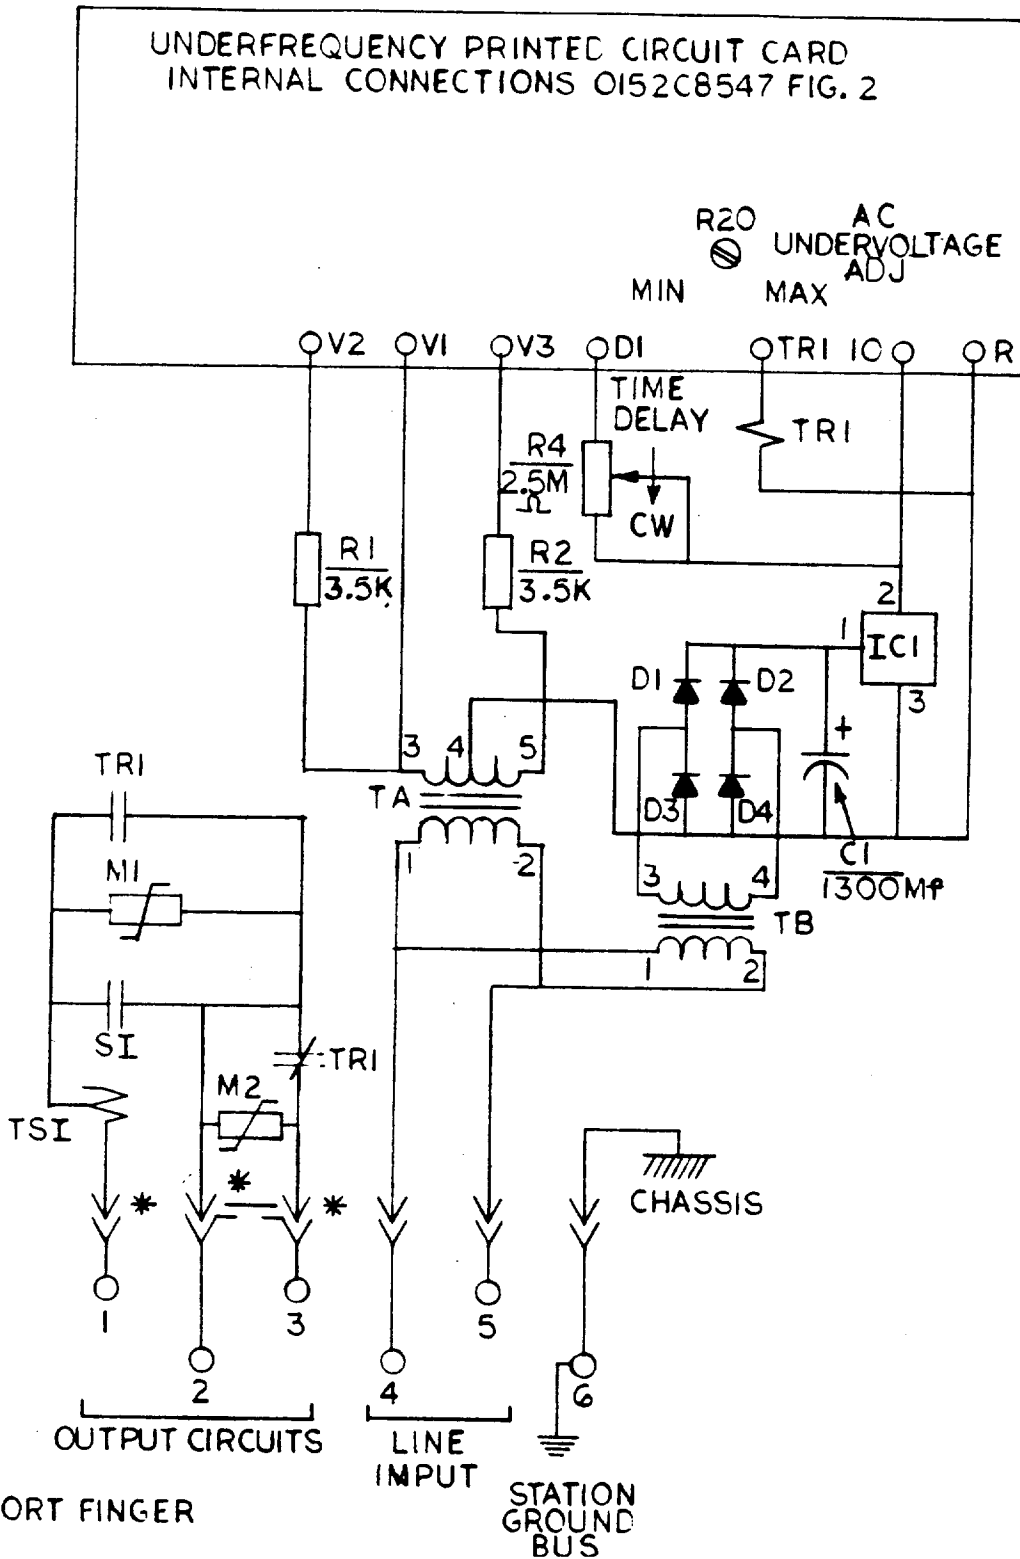 UNDERFREQUENCY PRINTED CIRCUIT CARD
INTERNAL CONNECTIONS 0152C8547 FIG. 2
R20
AC
UNDERVOLTAGE
ADJ
MIN
MAX
V2
V1
V3
D1
TR1
10
R
TIME
DELAY
R4
2.5M
Ω
CW
TR1
R1
3.5K
R2
3.5K
2
1
IC1
3
D1
D2
+
D3
D4
C1
1300Mf
3
4
5
TA
1
2
3
4
TB
1
2
TR1
M1
SI
TR1
M2
TSI
*
*
*
CHASSIS
1
2
3
4
5
6
OUTPUT CIRCUITS
LINE
IMPUT
STATION
GROUND
BUS
ORT FINGER